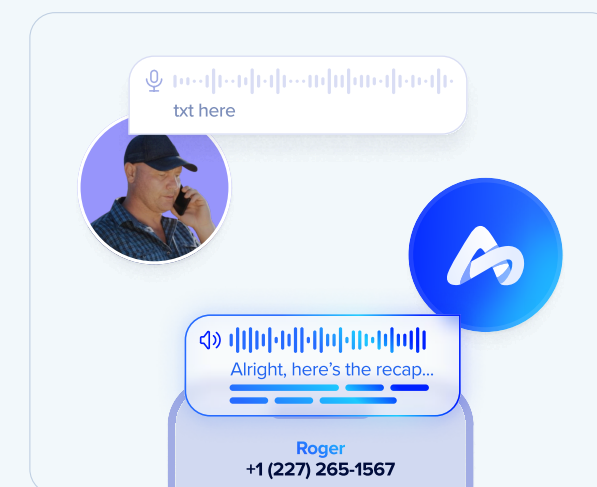 txt here
Alright, here's the recap...
Roger
+1 (227) 265-1567